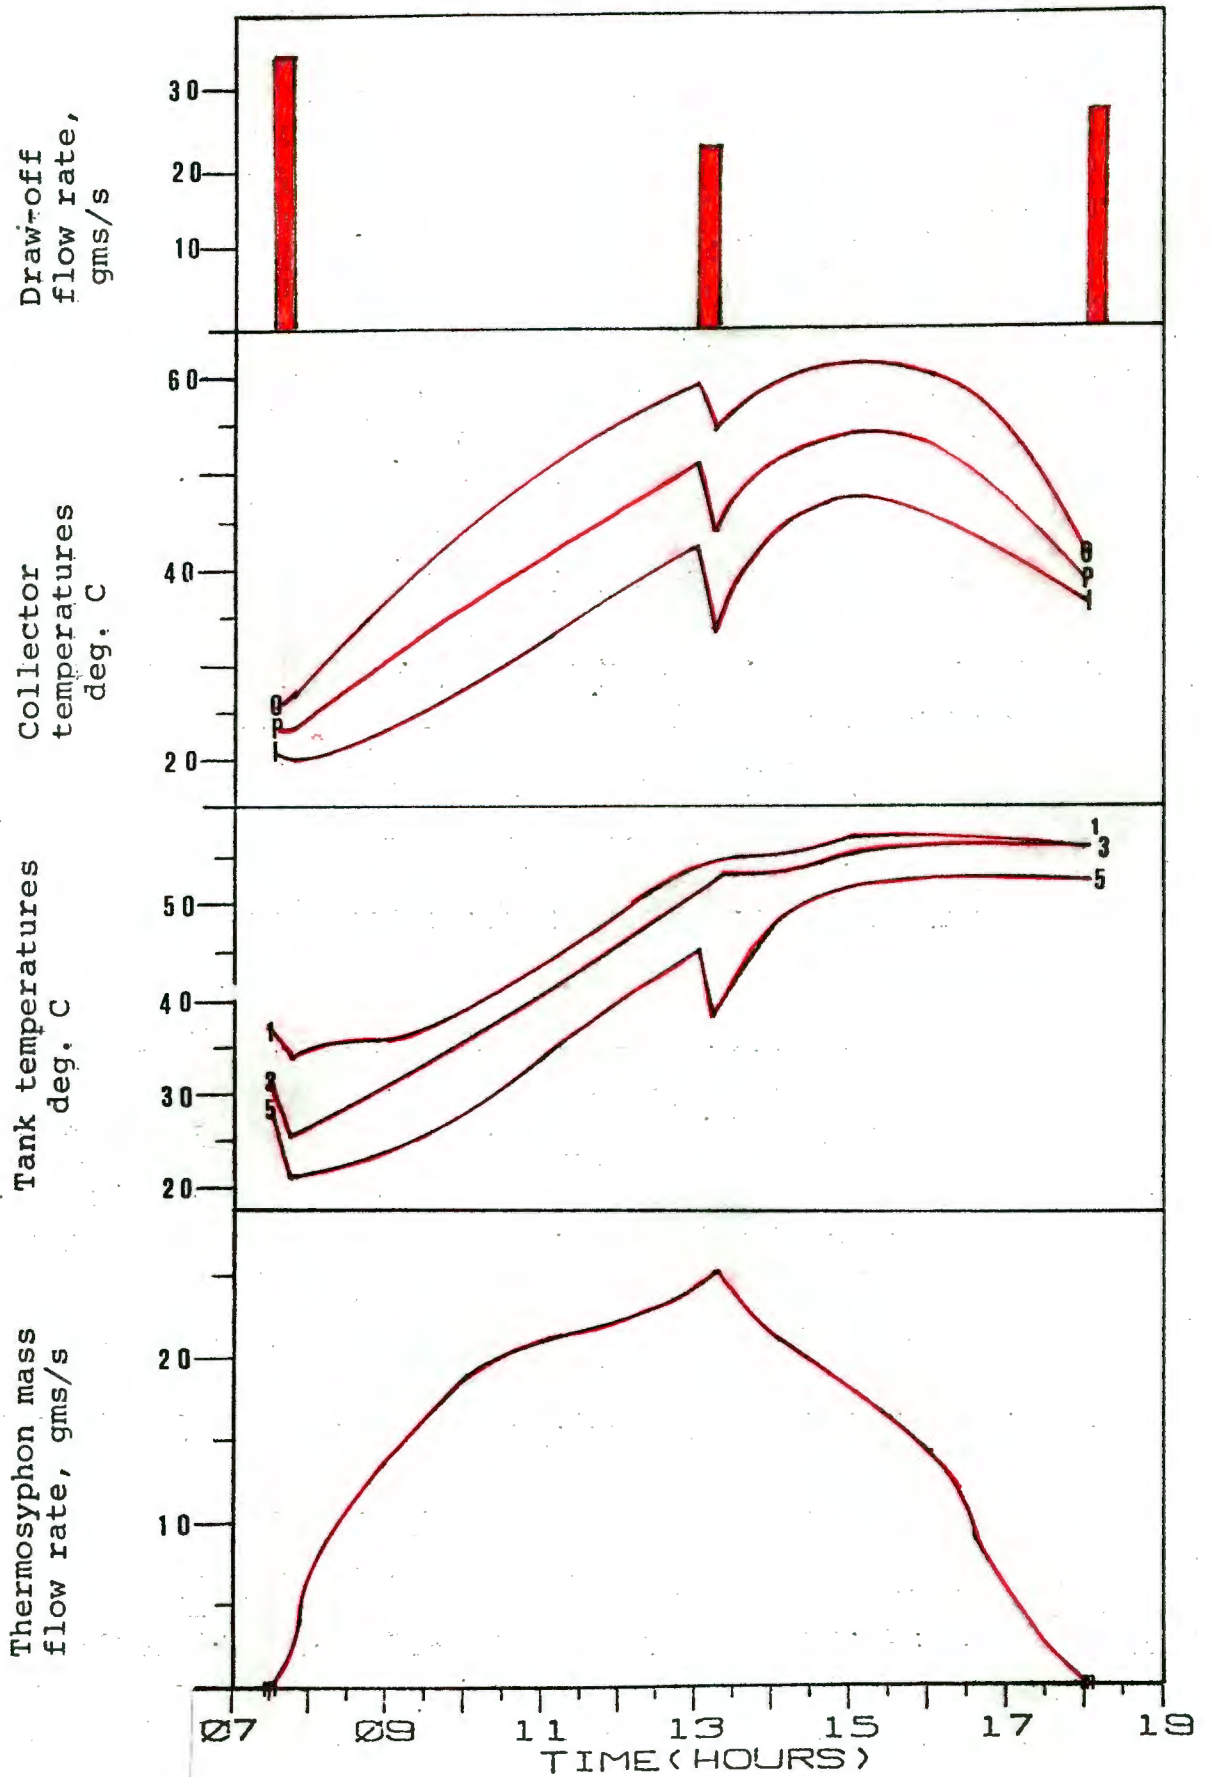 Draw-off
flow rate,
gms/s
30
20
10
Collector
temperatures
deg. C
60
40
20
O
P
I
O
P
I
Tank temperatures
deg. C
50
40
30
20
1
3
5
1
3
5
Thermosyphon mass
flow rate, gms/s
20
10
07 09 11 13 15 17 19
TIME(HOURS)